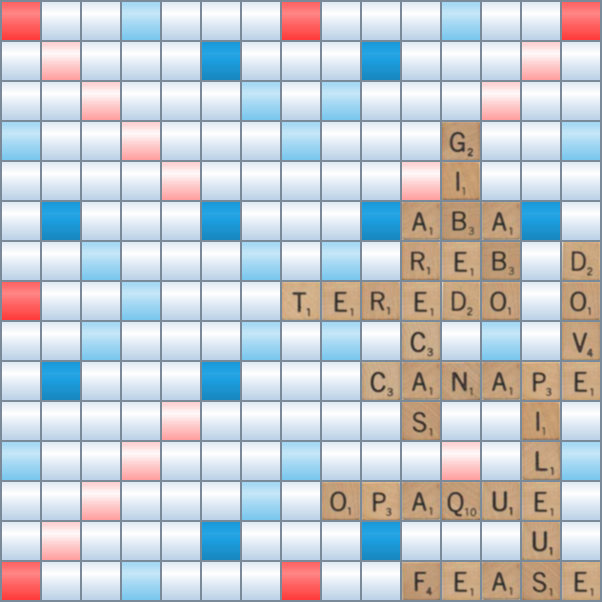 G2
I1
A1 B3 A1
R1 E1 B3 D2
T1 E1 R1 E1 D2 O1 O1
C3 V4
C3 A1 N1 A1 P3 E1
S1 I1
L1
O1 P3 A1 Q10 U1 E1
U1
F4 E1 A1 S1 E1